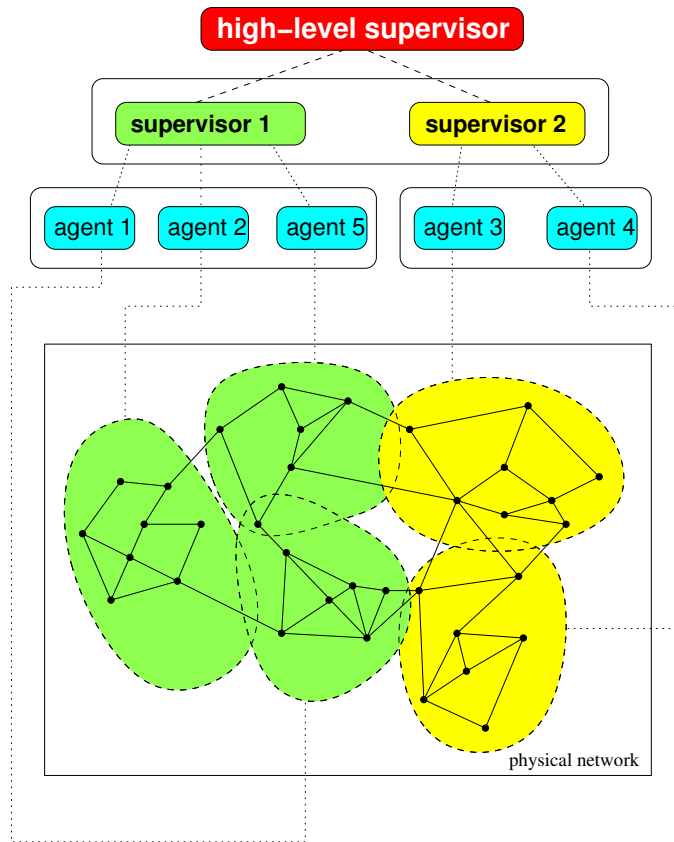 high−level supervisor
supervisor 1
supervisor 2
agent 1
agent 2
agent 5
agent 3
agent 4
physical network